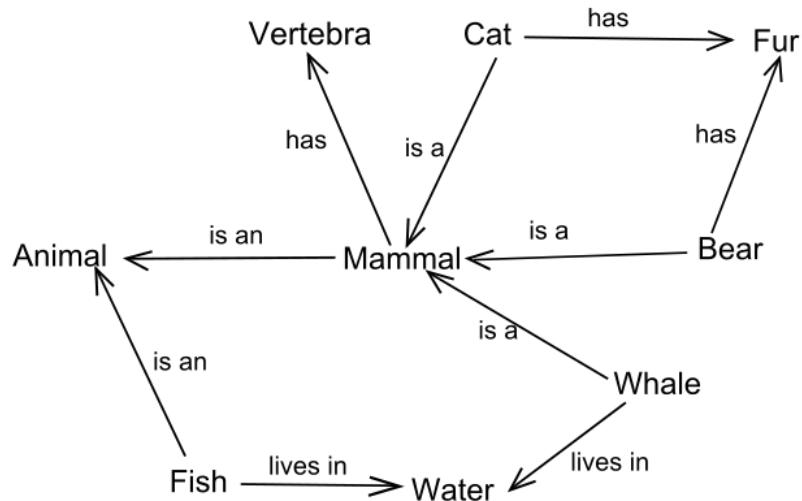 Vertebra
Cat
has
Fur
has
is a
has
Animal
is an
Mammal
is a
Bear
is an
is a
Whale
Fish
lives in
Water
lives in